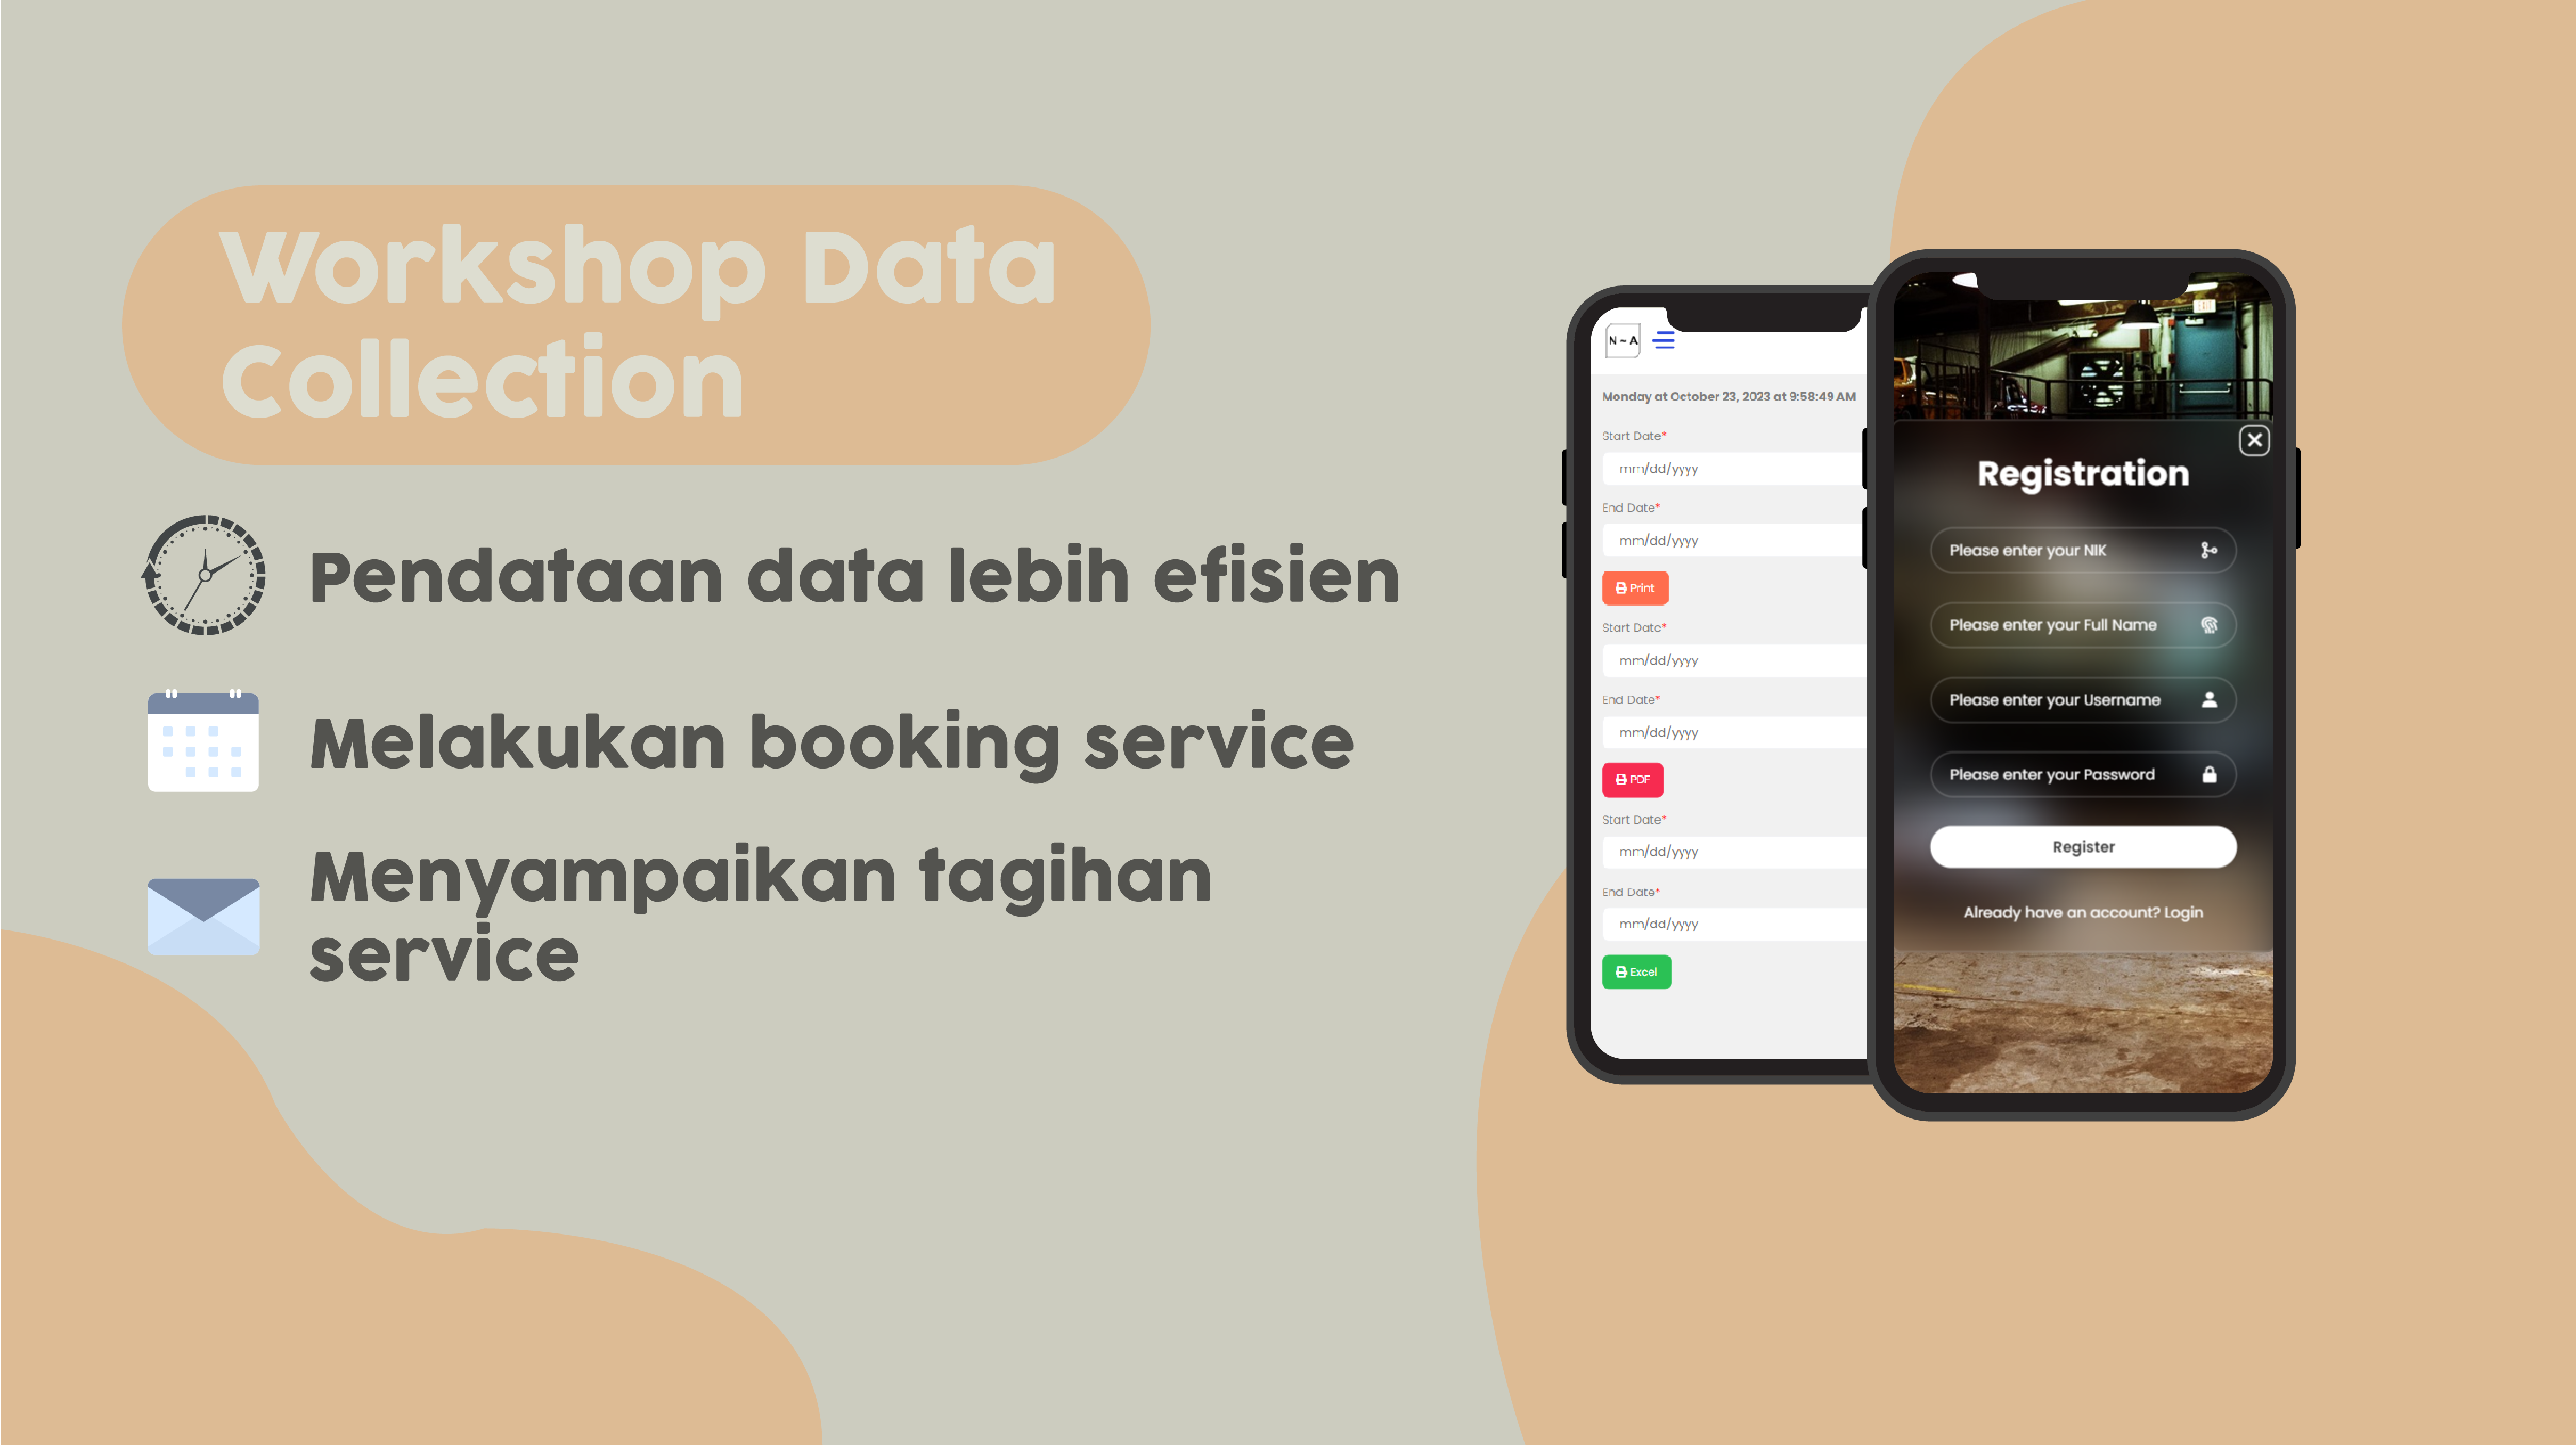 Workshop Data
Collection
Pendataan data lebih efisien
Melakukan booking service
Menyampaikan tagihan
service
N ~ A
Monday at October 23, 2023 at 9:58:49 AM
Start Date*
mm/dd/yyyy
End Date*
mm/dd/yyyy
Print
Start Date*
mm/dd/yyyy
End Date*
mm/dd/yyyy
PDF
Start Date*
mm/dd/yyyy
End Date*
mm/dd/yyyy
Excel
Registration
Please enter your NIK
Please enter your Full Name
Please enter your Username
Please enter your Password
Register
Already have an account? Login